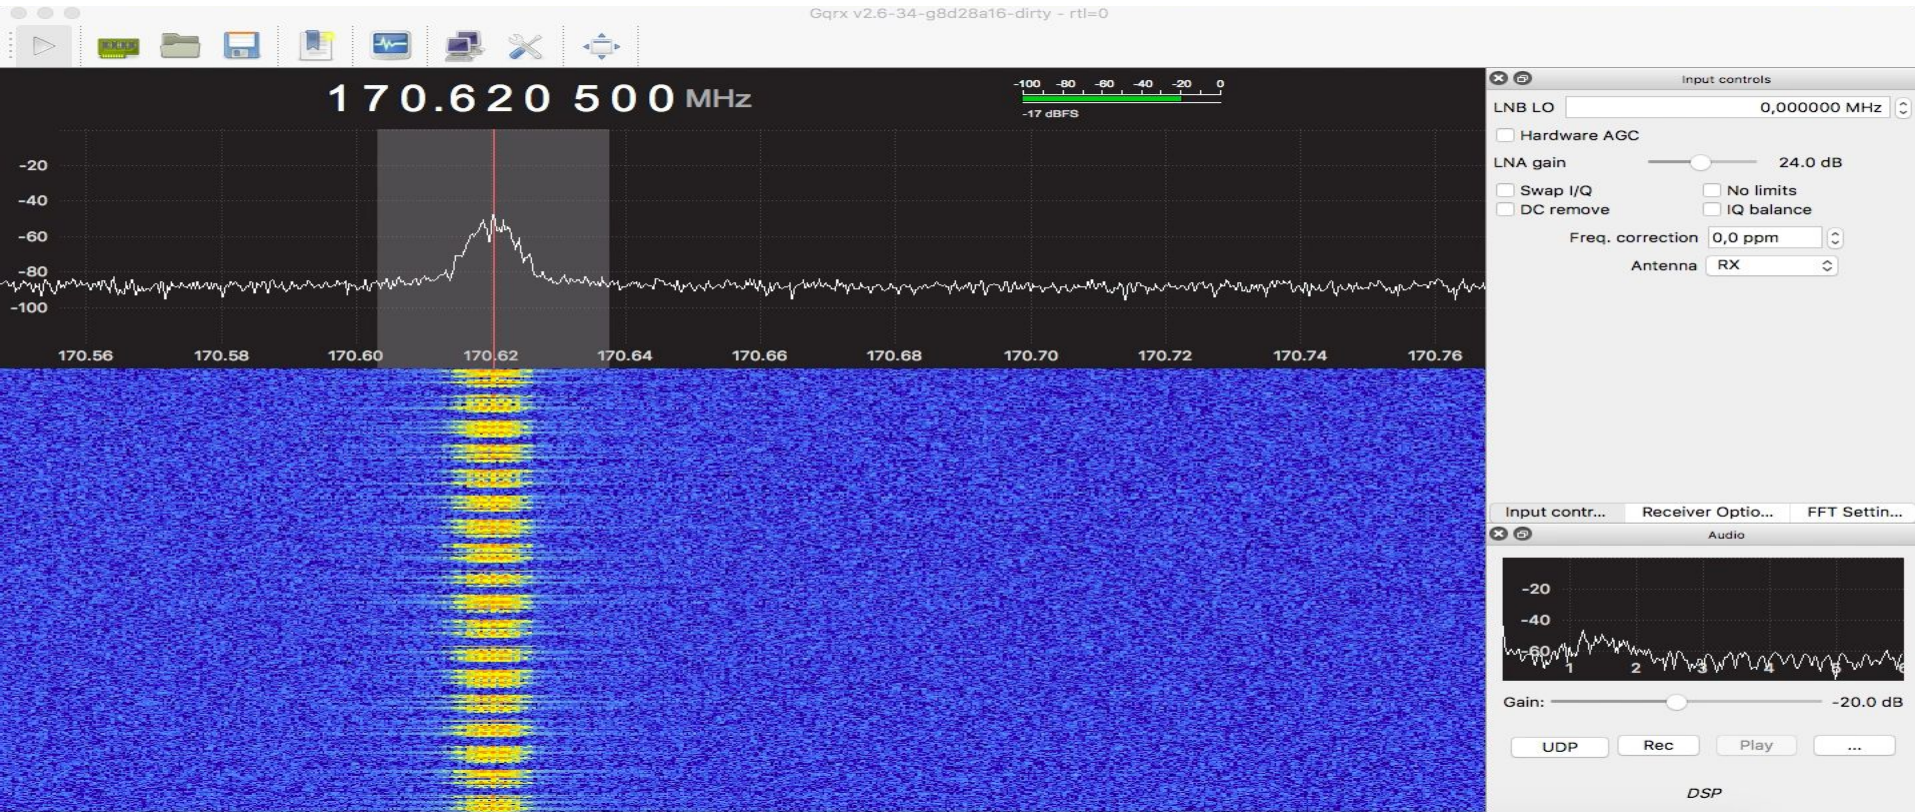 Gqrx v2.6-34-g8d28a16-dirty - rtl=0
170.620 500 MHz
-100 -80 -60 -40 -20 0
-17 dBFS
-20
-40
-60
-80
-100
170.56 170.58 170.60 170.62 170.64 170.66 170.68 170.70 170.72 170.74 170.76
Input controls
LNB LO 0,000000 MHz
Hardware AGC
LNA gain 24.0 dB
Swap I/Q No limits
DC remove IQ balance
Freq. correction 0,0 ppm
Antenna RX
Input contr... Receiver Optio... FFT Settin...
Audio
-20
-40
-60
1 2 3 4 5 6
Gain: -20.0 dB
UDP Rec Play ...
DSP